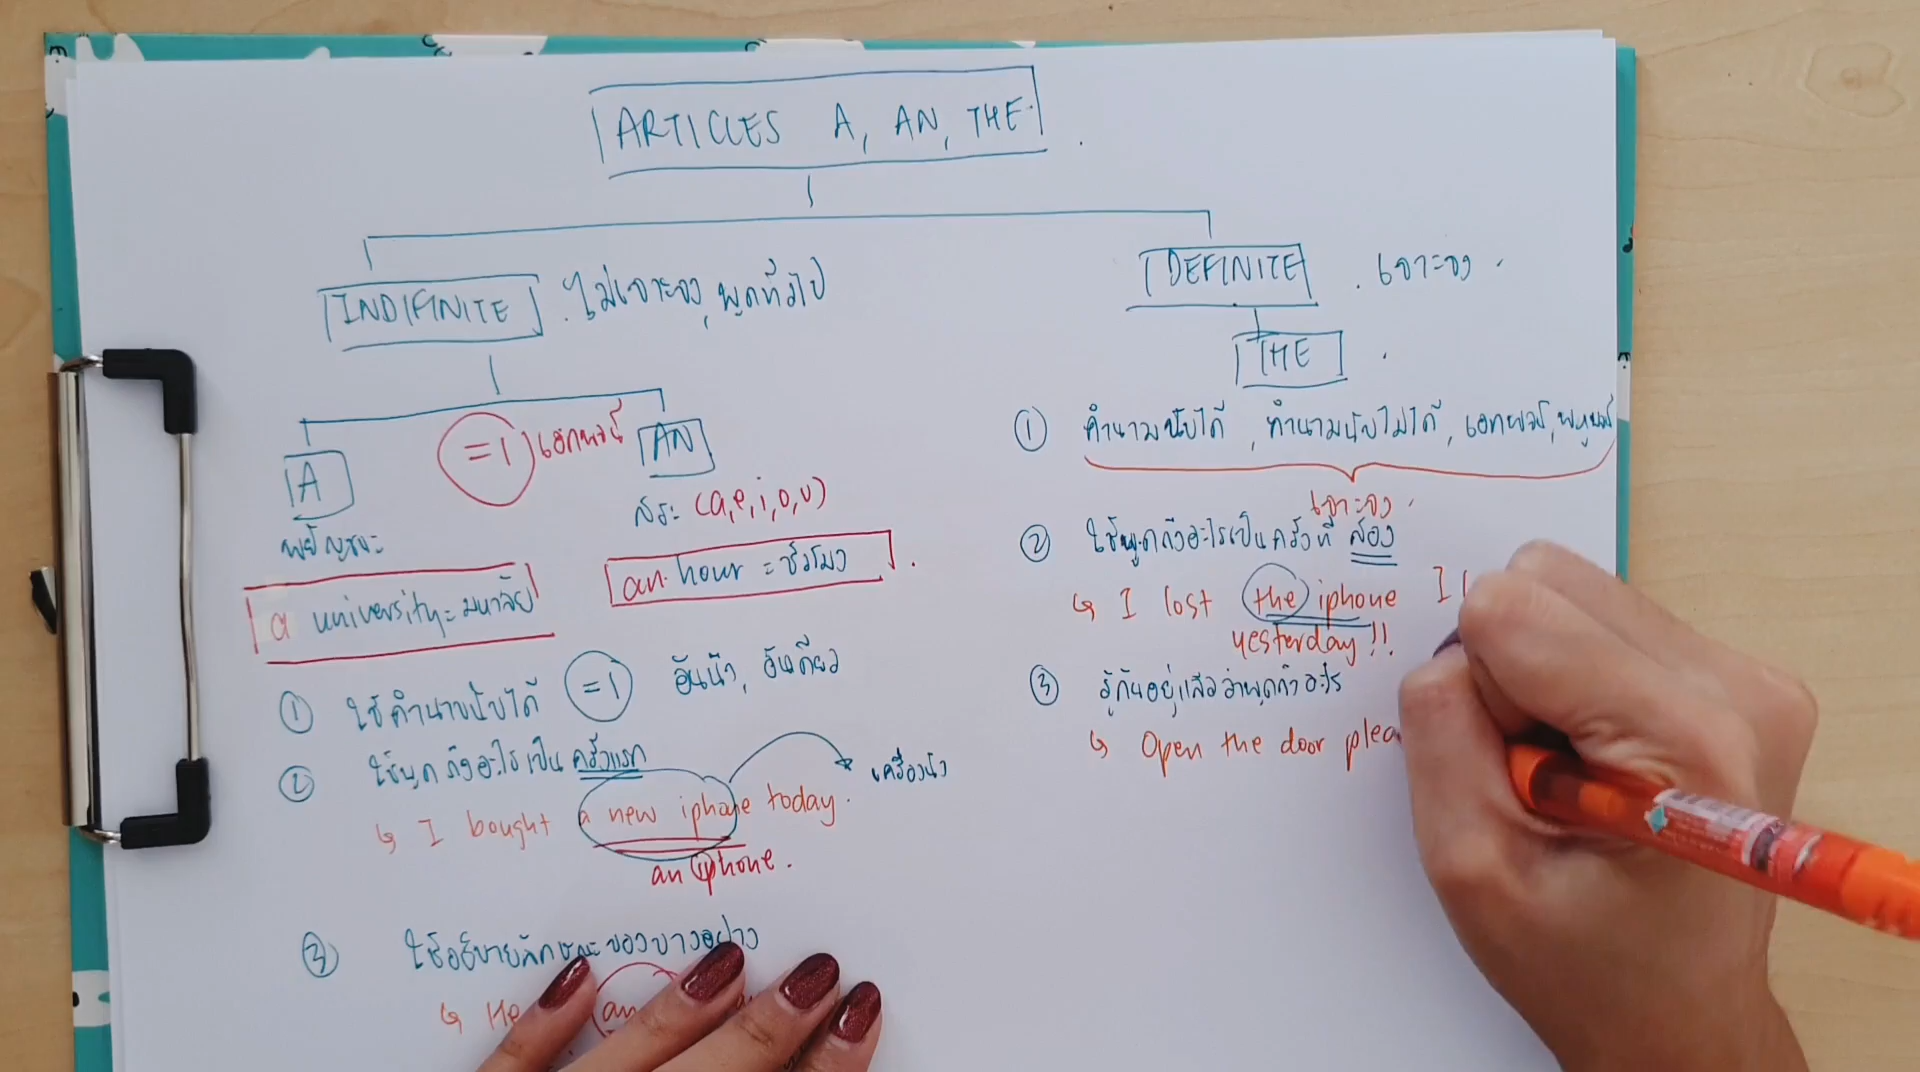 ARTICLES A, AN, THE
INDIFINITE . ไม่เจาะจง, พูดทั่วไป
A
=1 เอกพจน์
AN
พยัญชนะ
สระ (a, e, i, o, u)
a university = มหาลัย
an hour = ชั่วโมง
① ใช้คำนามนับได้ =1 อันนึง, อันเดียว
② ใช้พูดถึงอะไรเป็นครั้งแรก
↳ I bought a new iphone today.
เครื่องนึง
an iphone.
③ ใช้อธิบายลักษณะของบางอย่าง
↳ He an
DEFINITE . เจาะจง
THE
① คำนามนับได้, คำนามนับไม่ได้, เอกพจน์, พหูพจน์
เจาะจง
② ใช้พูดถึงอะไรเป็นครั้งที่ สอง
↳ I lost the iphone I
yesterday!!
③ รู้กันอยู่แล้วว่าพูดถึงอะไร
↳ Open the door plea